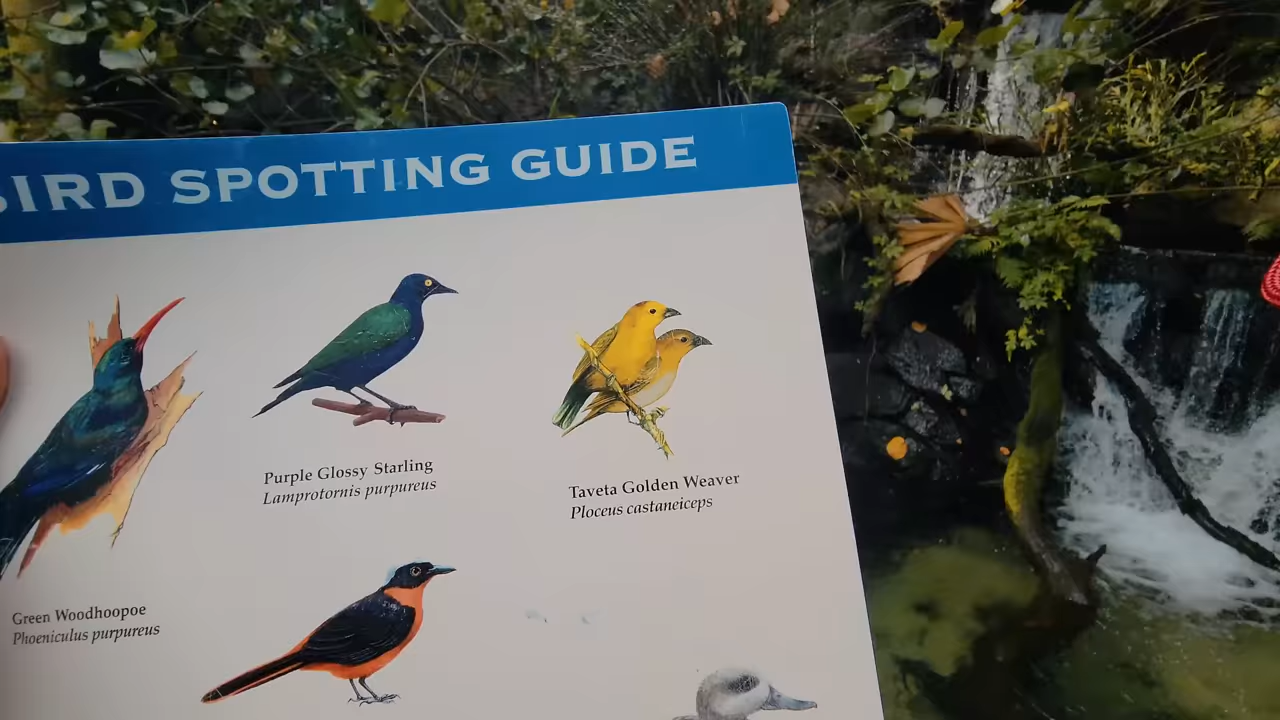 BIRD SPOTTING GUIDE
Purple Glossy Starling
Lamprotornis purpureus
Taveta Golden Weaver
Ploceus castaneiceps
Green Woodhoopoe
Phoeniculus purpureus